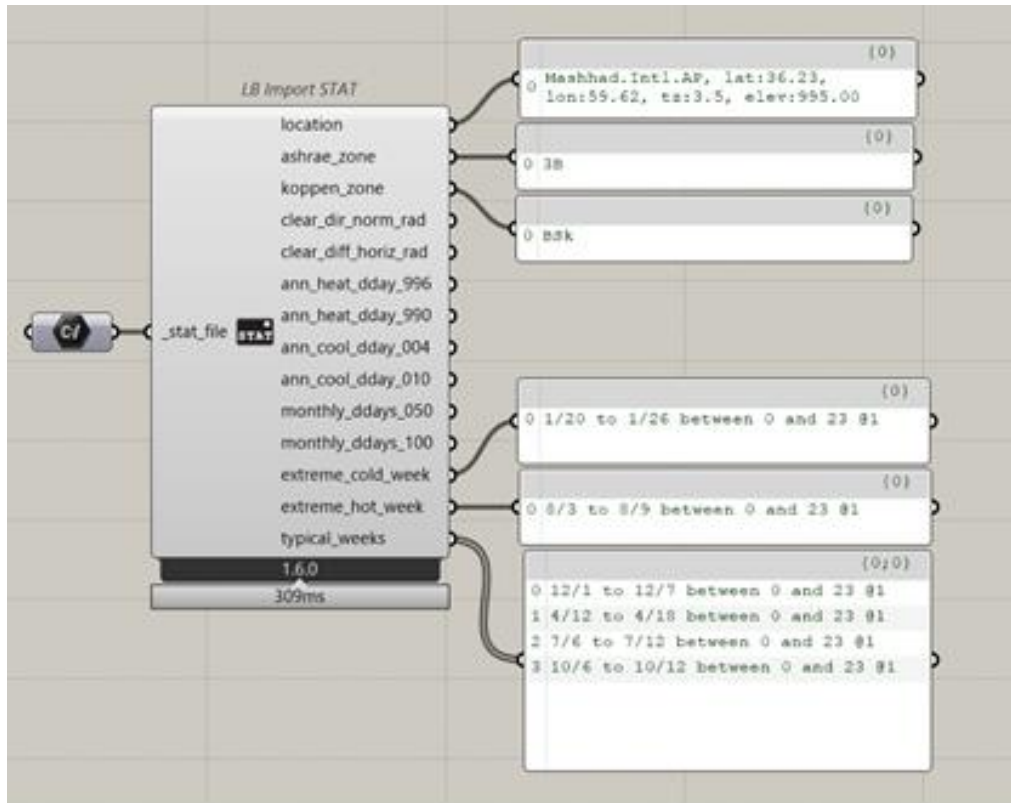 LB Import STAT
C/
_stat_file
STAT
location
ashrae_zone
koppen_zone
clear_dir_norm_rad
clear_diff_horiz_rad
ann_heat_dday_996
ann_heat_dday_990
ann_cool_dday_004
ann_cool_dday_010
monthly_ddays_050
monthly_ddays_100
extreme_cold_week
extreme_hot_week
typical_weeks
1.6.0
309ms
{0}
0 Mashhad.Intl.AP, lat:36.23,
lon:59.62, tz:3.5, elev:995.00
{0}
0 3B
{0}
0 BSk
{0}
0 1/20 to 1/26 between 0 and 23 @1
{0}
0 8/3 to 8/9 between 0 and 23 @1
{0;0}
0 12/1 to 12/7 between 0 and 23 @1
1 4/12 to 4/18 between 0 and 23 @1
2 7/6 to 7/12 between 0 and 23 @1
3 10/6 to 10/12 between 0 and 23 @1